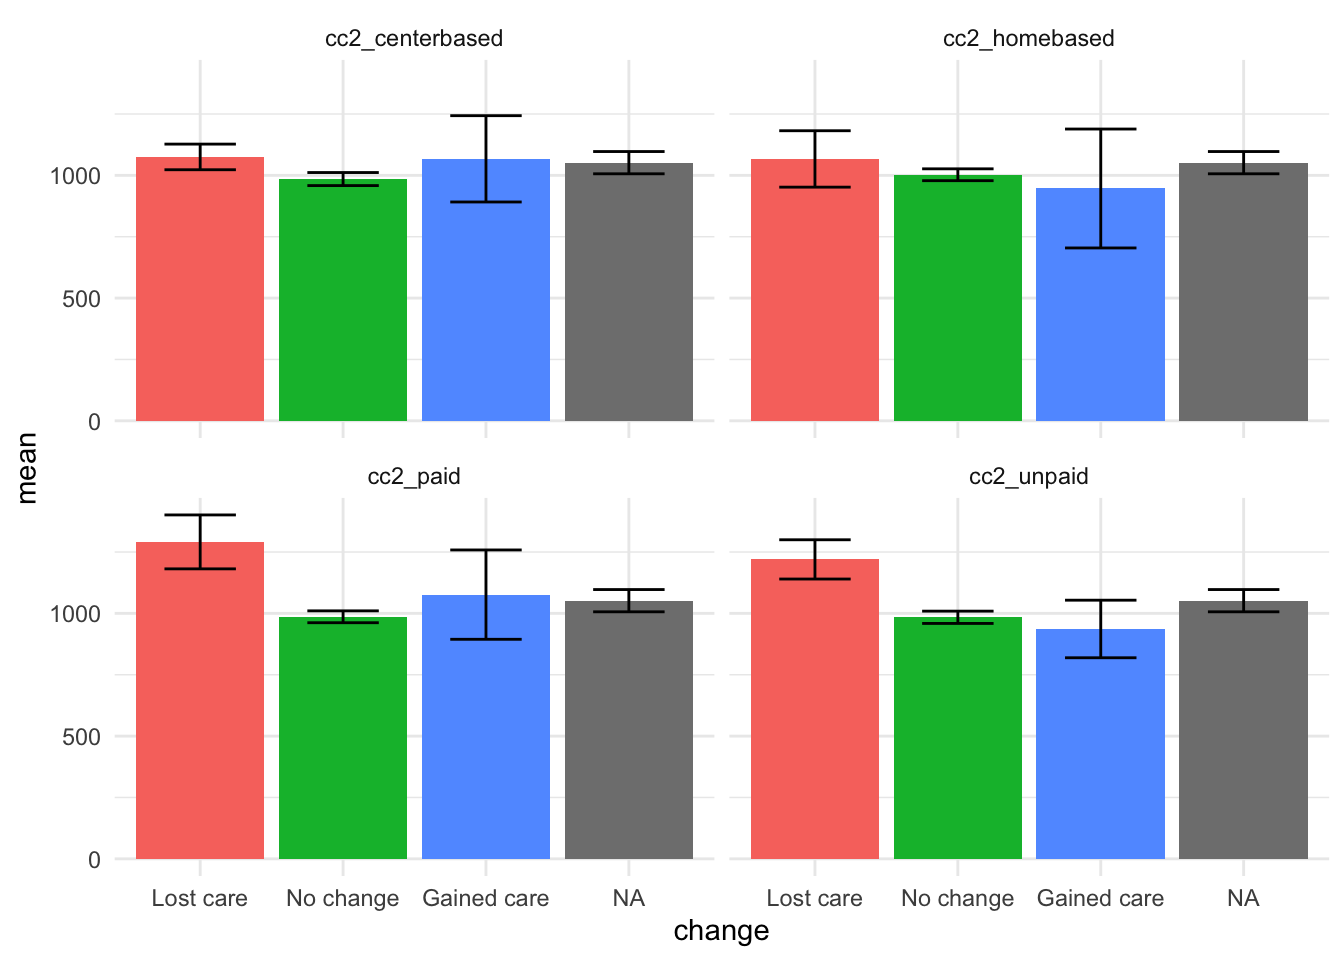 cc2_centerbased
cc2_homebased
1000
500
0
mean
cc2_paid
cc2_unpaid
1000
500
0
Lost care No change Gained care NA
Lost care No change Gained care NA
change